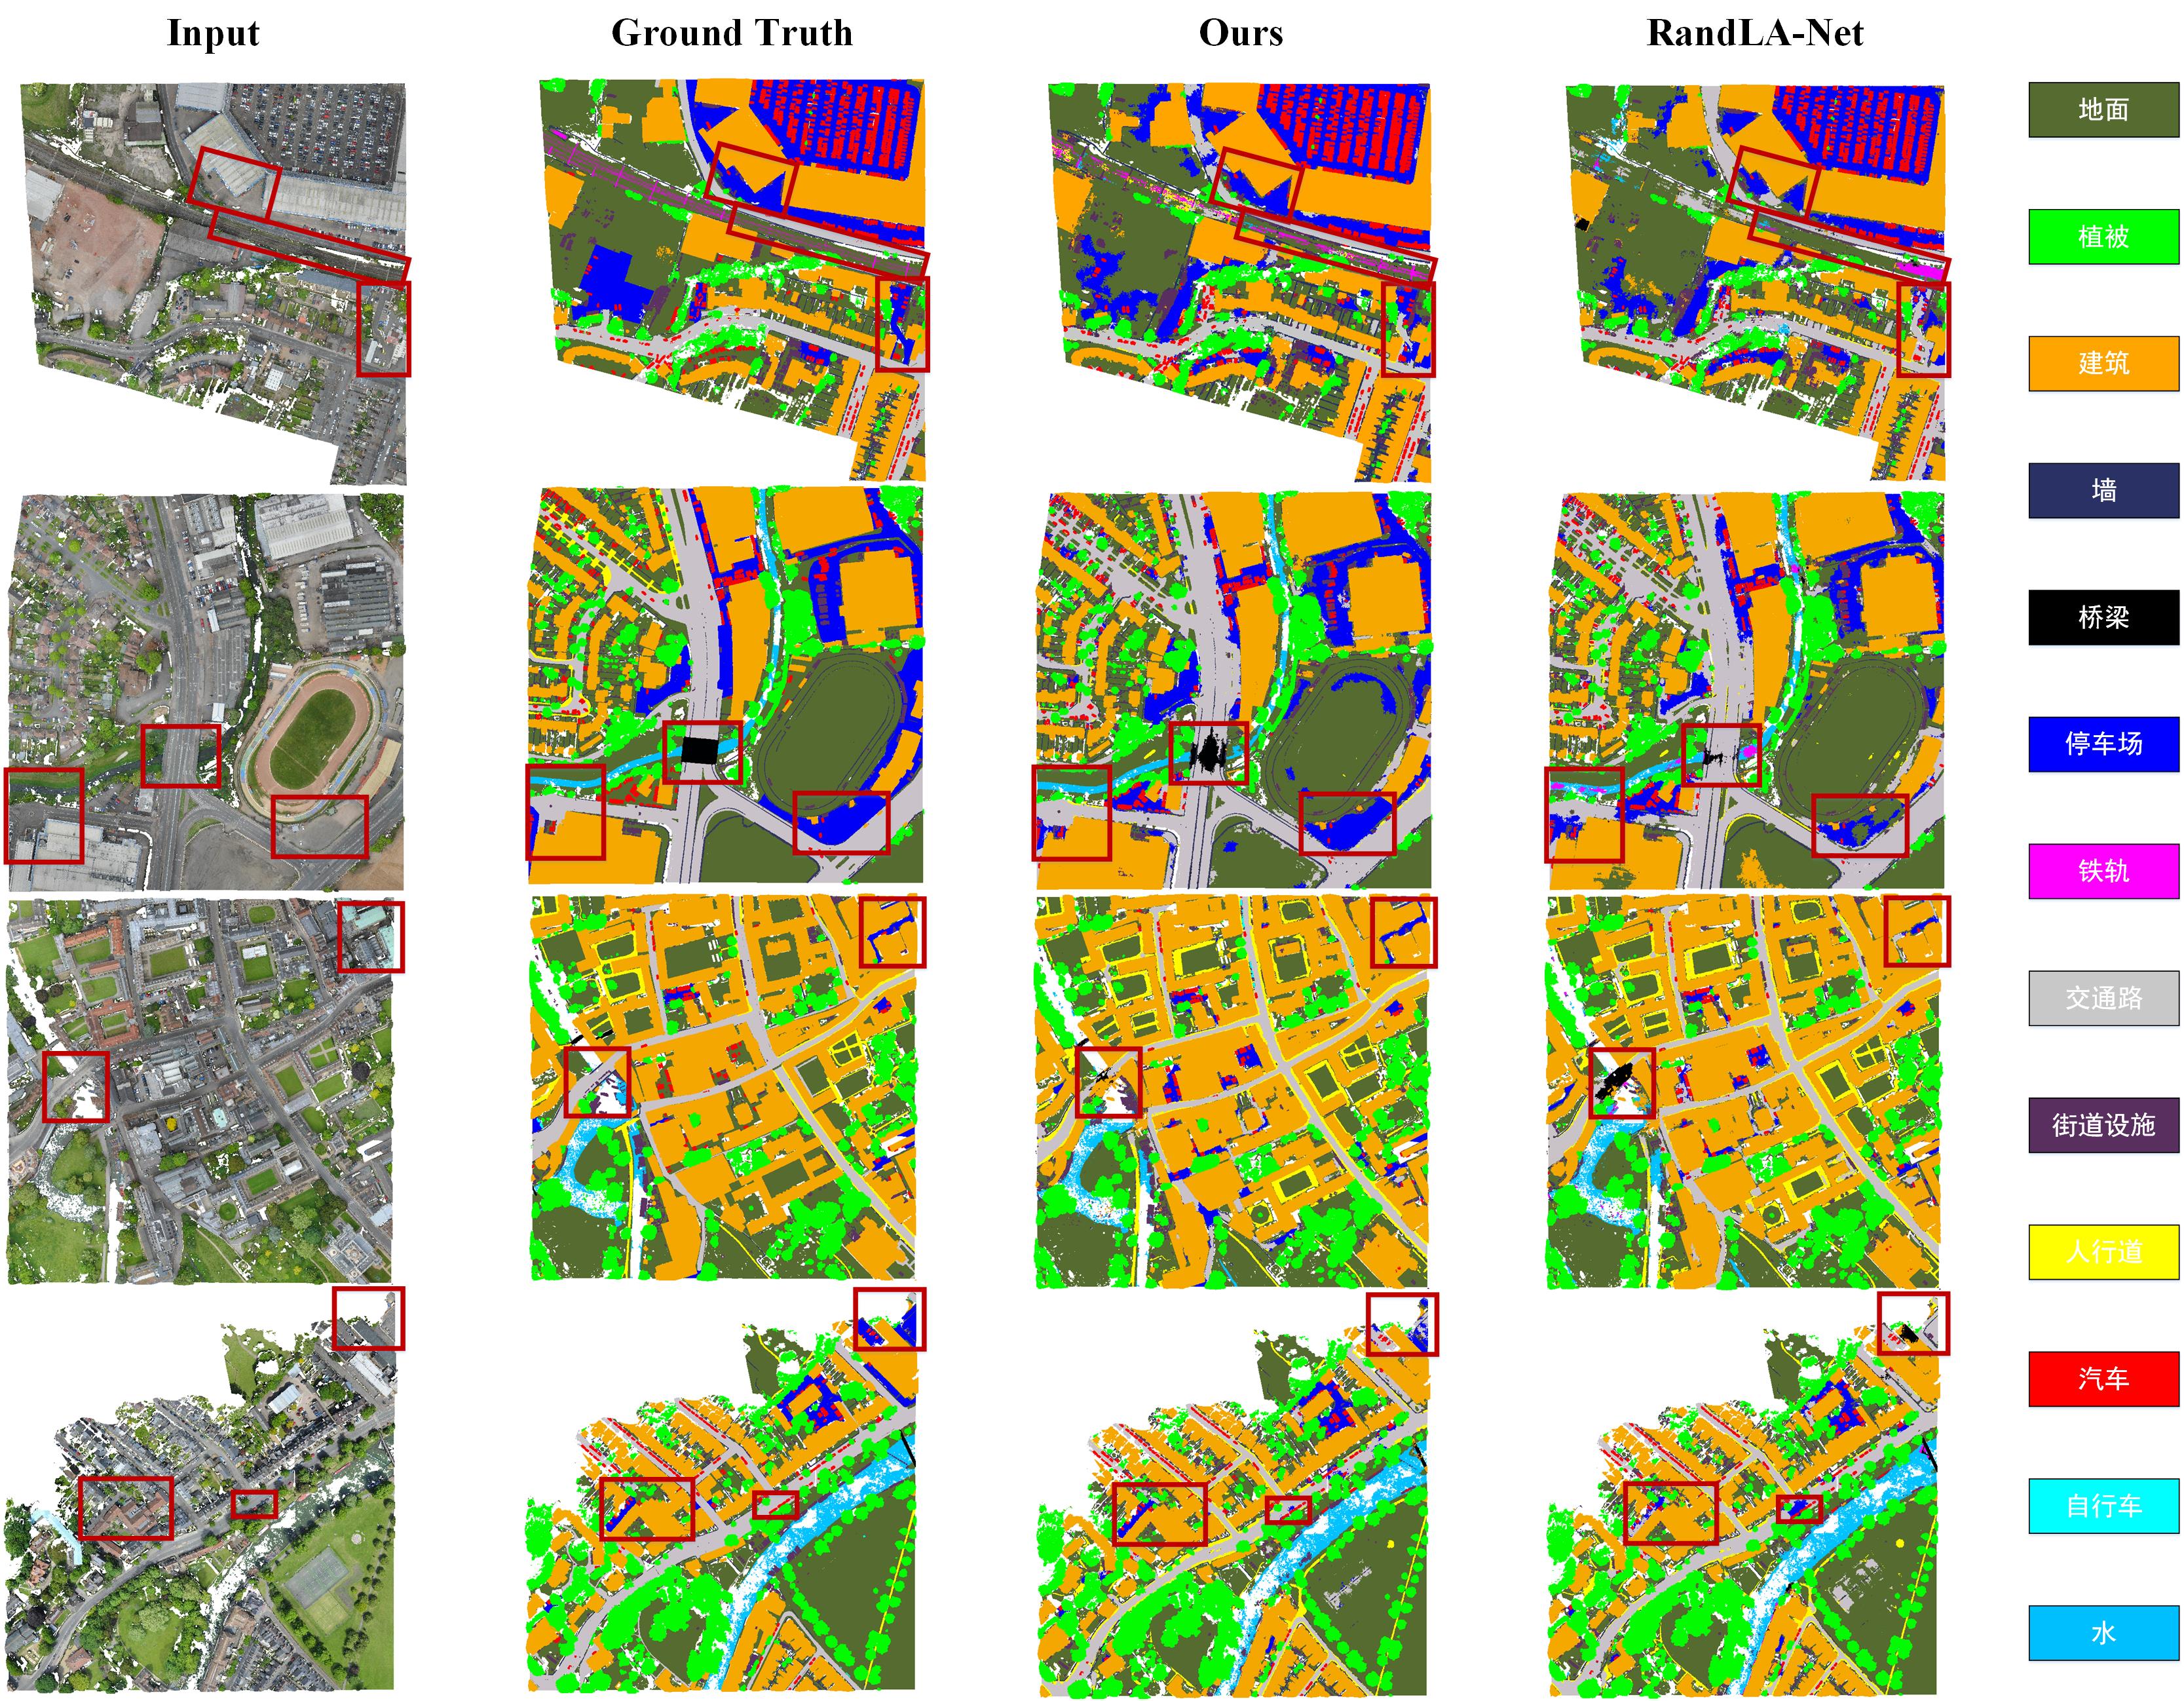 Input
Ground Truth
Ours
RandLA-Net
地面
植被
建筑
墙
桥梁
停车场
铁轨
交通路
街道设施
人行道
汽车
自行车
水